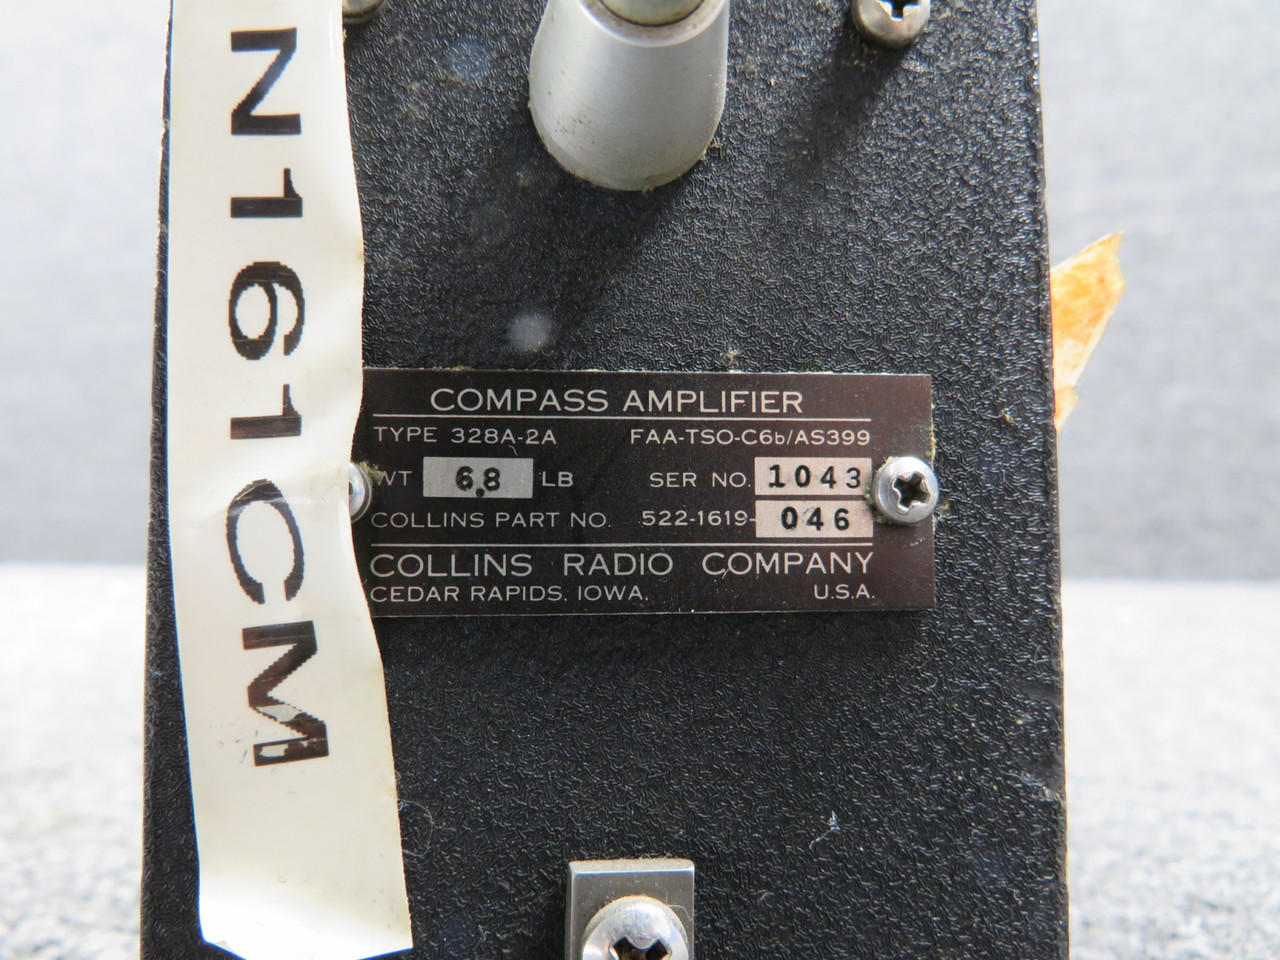 N161CM
COMPASS AMPLIFIER
TYPE 328A-2A FAA-TSO-C6b/AS399
WT 6.8 LB SER NO. 1043
COLLINS PART NO. 522-1619-046
COLLINS RADIO COMPANY
CEDAR RAPIDS, IOWA, U.S.A.